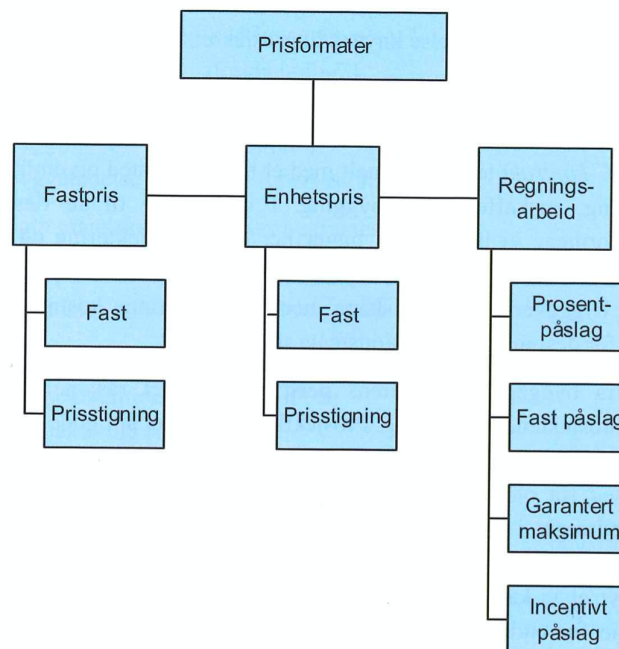 Prisformater
Fastpris
Enhetspris
Regnings-
arbeid
Fast
Prisstigning
Fast
Prisstigning
Prosent-
påslag
Fast påslag
Garantert
maksimum
Incentivt
påslag